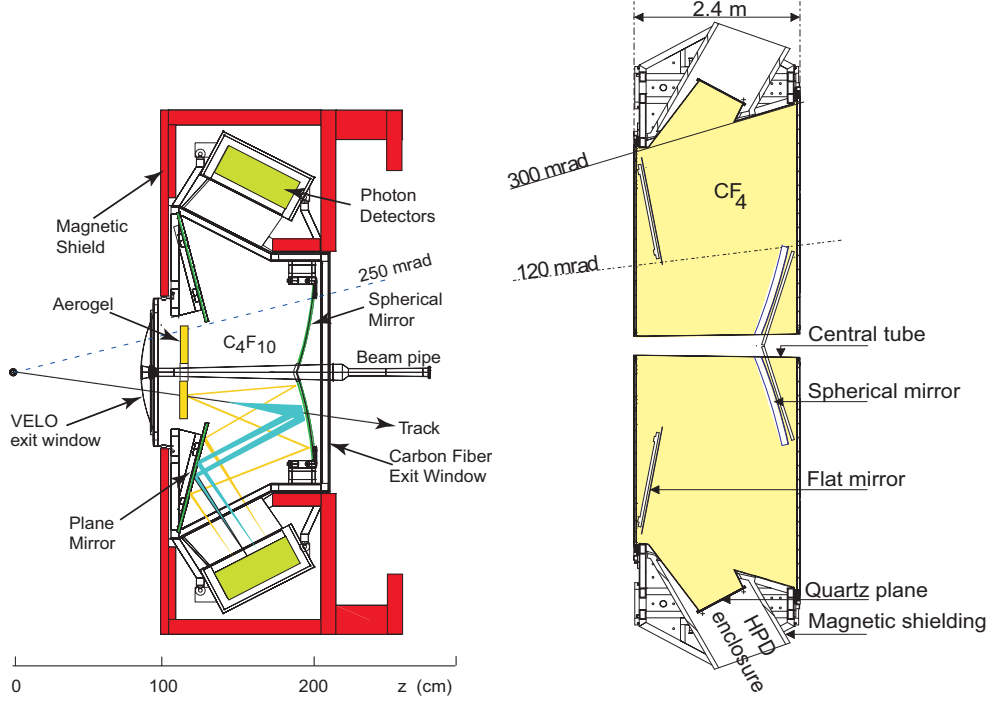 Magnetic
Shield
Aerogel
VELO
exit window
Plane
Mirror
Photon
Detectors
250 mrad
Spherical
Mirror
C4F10
Beam pipe
Track
Carbon Fiber
Exit Window
0
100
200
z (cm)
2.4 m
300 mrad
CF4
120 mrad
Central tube
Spherical mirror
Flat mirror
Quartz plane
Magnetic shielding
HPD
enclosure